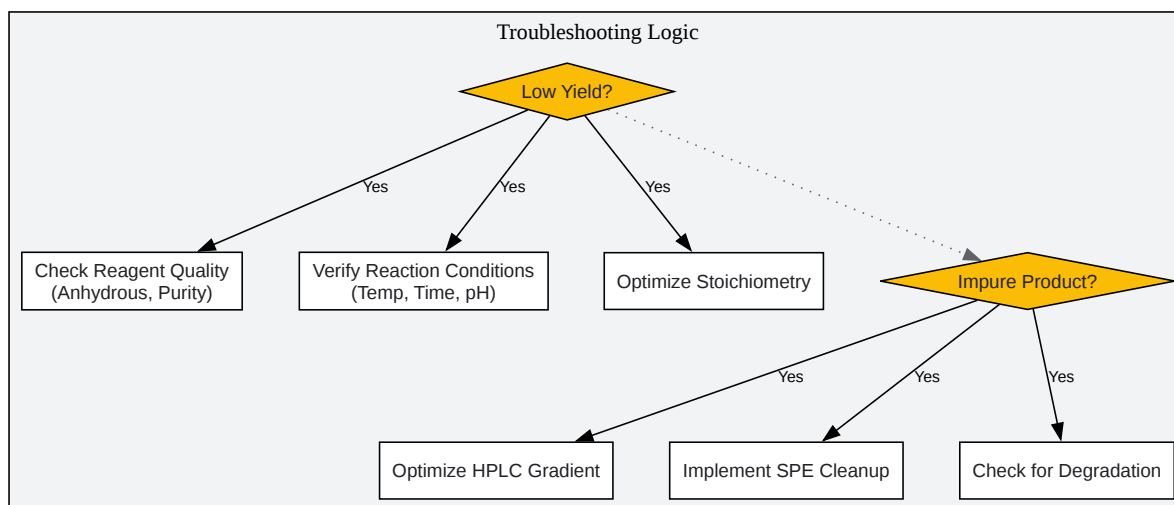 Troubleshooting Logic
Low Yield?
Yes
Yes
Yes
Check Reagent Quality
(Anhydrous, Purity)
Verify Reaction Conditions
(Temp, Time, pH)
Optimize Stoichiometry
Impure Product?
Yes
Yes
Yes
Optimize HPLC Gradient
Implement SPE Cleanup
Check for Degradation